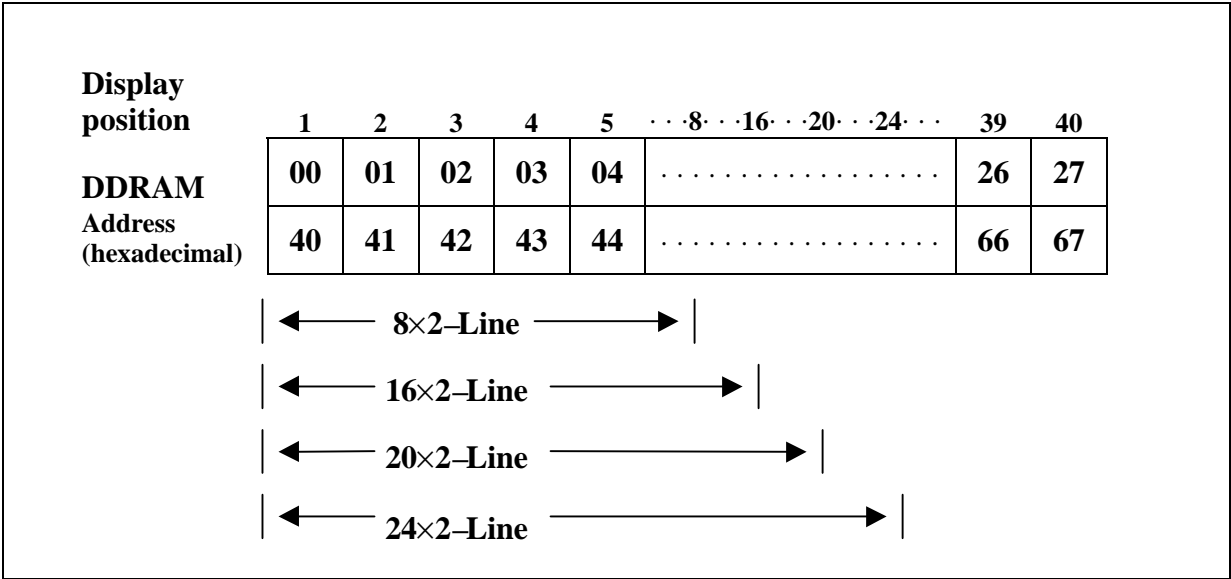 Display
position 1 2 3 4 5 · · ·8· · ·16· · ·20· · ·24· · · 39 40
DDRAM 00 01 02 03 04 · · · · · · · · · · · · · · · · · · · 26 27
Address
(hexadecimal) 40 41 42 43 44 · · · · · · · · · · · · · · · · · · · 66 67
8×2–Line
16×2–Line
20×2–Line
24×2–Line